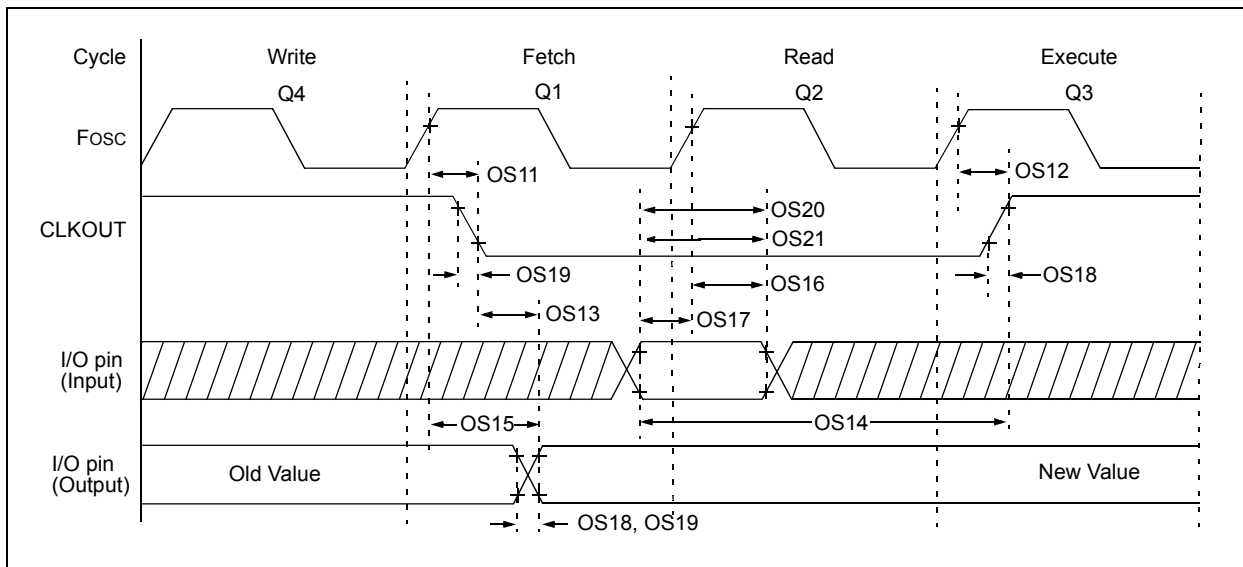 Cycle Write Fetch Read Execute
Q4 Q1 Q2 Q3
FOSC
OS11 OS12
OS20
CLKOUT
OS21
OS19 OS16 OS18
OS13 OS17
I/O pin
(Input)
OS15 OS14
I/O pin
(Output)
Old Value New Value
OS18, OS19